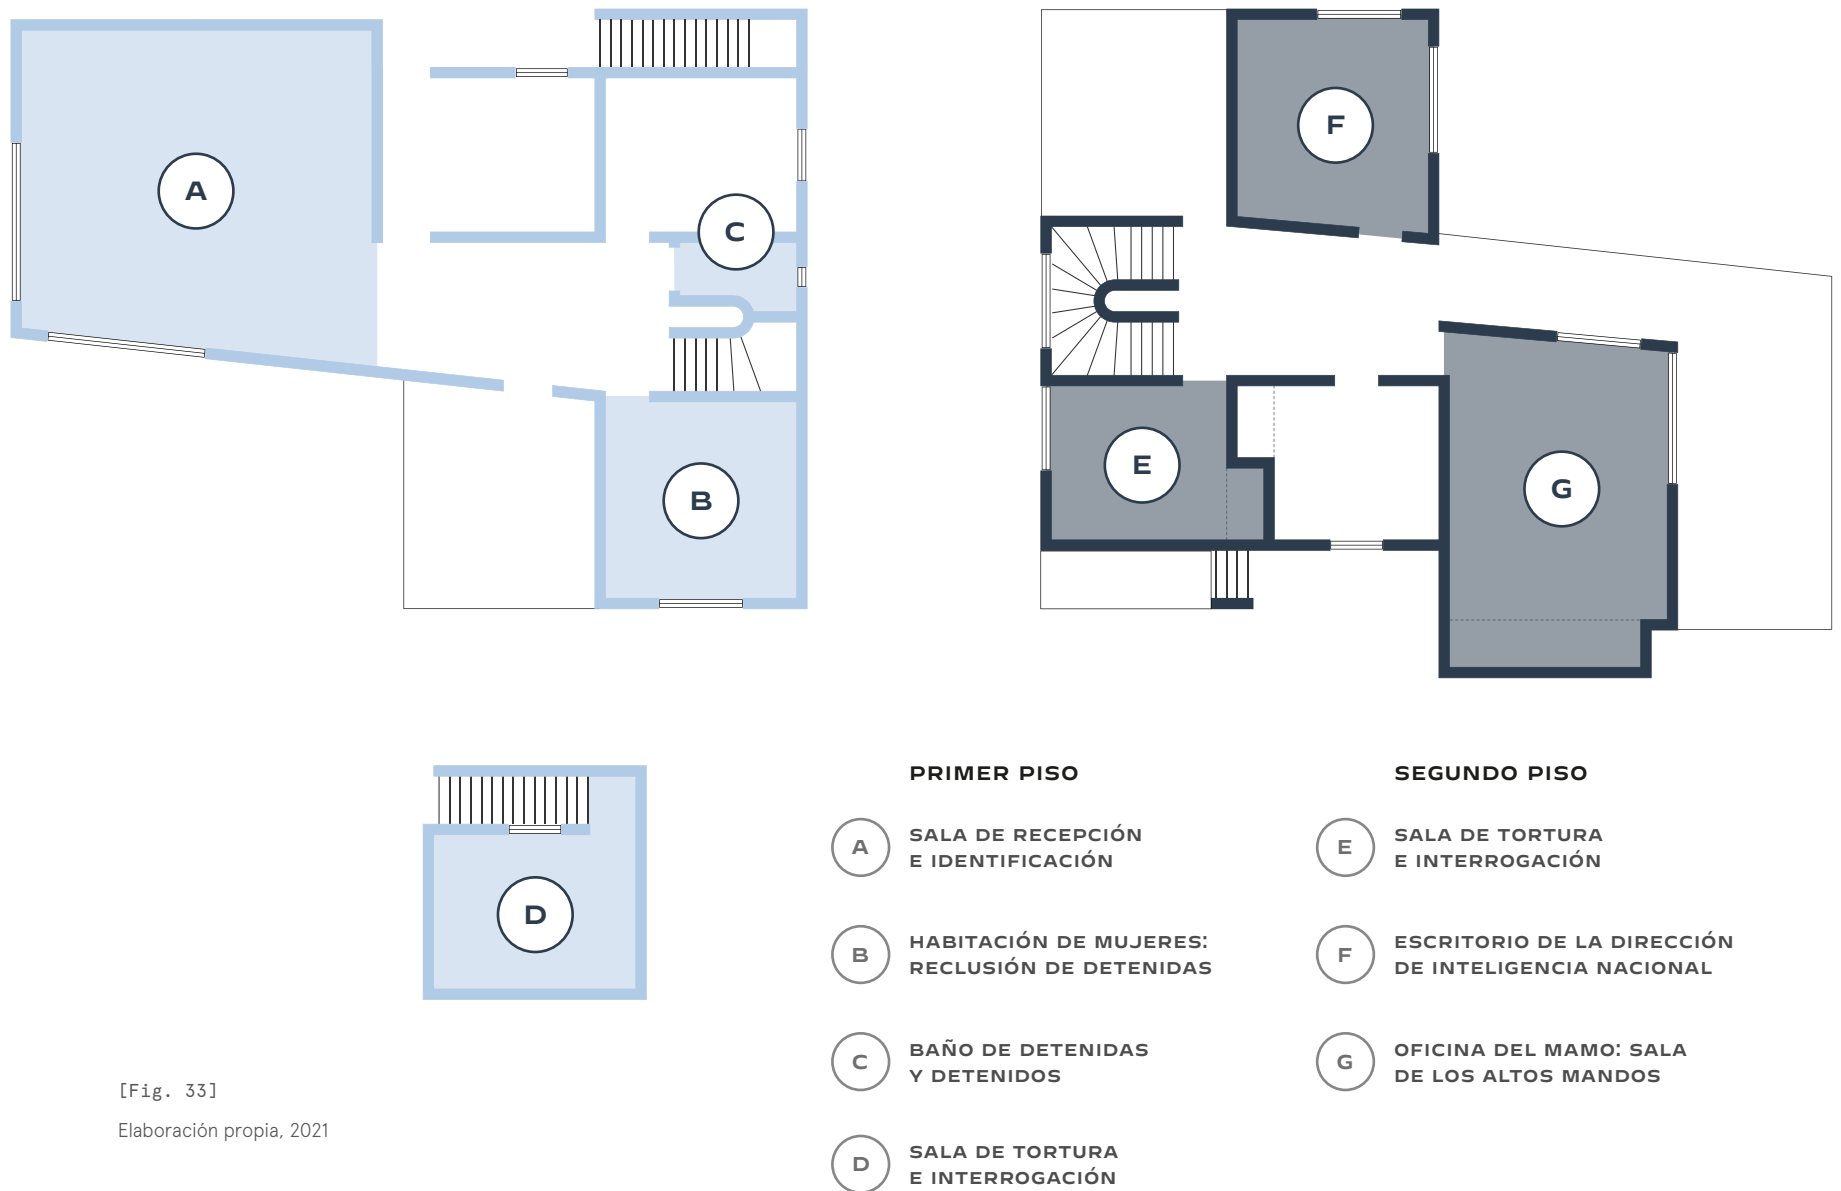 A
C
B
F
E
G
D
PRIMER PISO
A
SALA DE RECEPCIÓN
E IDENTIFICACIÓN
B
HABITACIÓN DE MUJERES:
RECLUSIÓN DE DETENIDAS
C
BAÑO DE DETENIDAS
Y DETENIDOS
D
SALA DE TORTURA
E INTERROGACIÓN
SEGUNDO PISO
E
SALA DE TORTURA
E INTERROGACIÓN
F
ESCRITORIO DE LA DIRECCIÓN
DE INTELIGENCIA NACIONAL
G
OFICINA DEL MAMO: SALA
DE LOS ALTOS MANDOS
[Fig. 33]
Elaboración propia, 2021